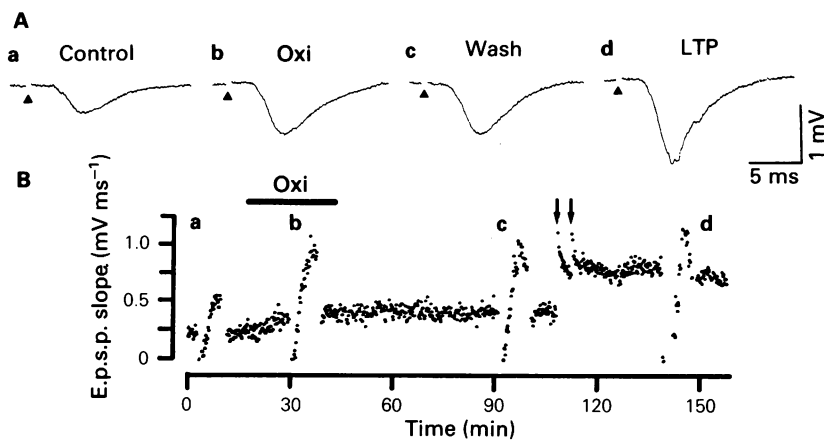 A
a Control b Oxi c Wash d LTP
1 mV
5 ms
B
Oxi
a b c d
E.p.s.p. slope (mV ms⁻¹)
1.0
0.5
0
0 30 60 90 120 150
Time (min)